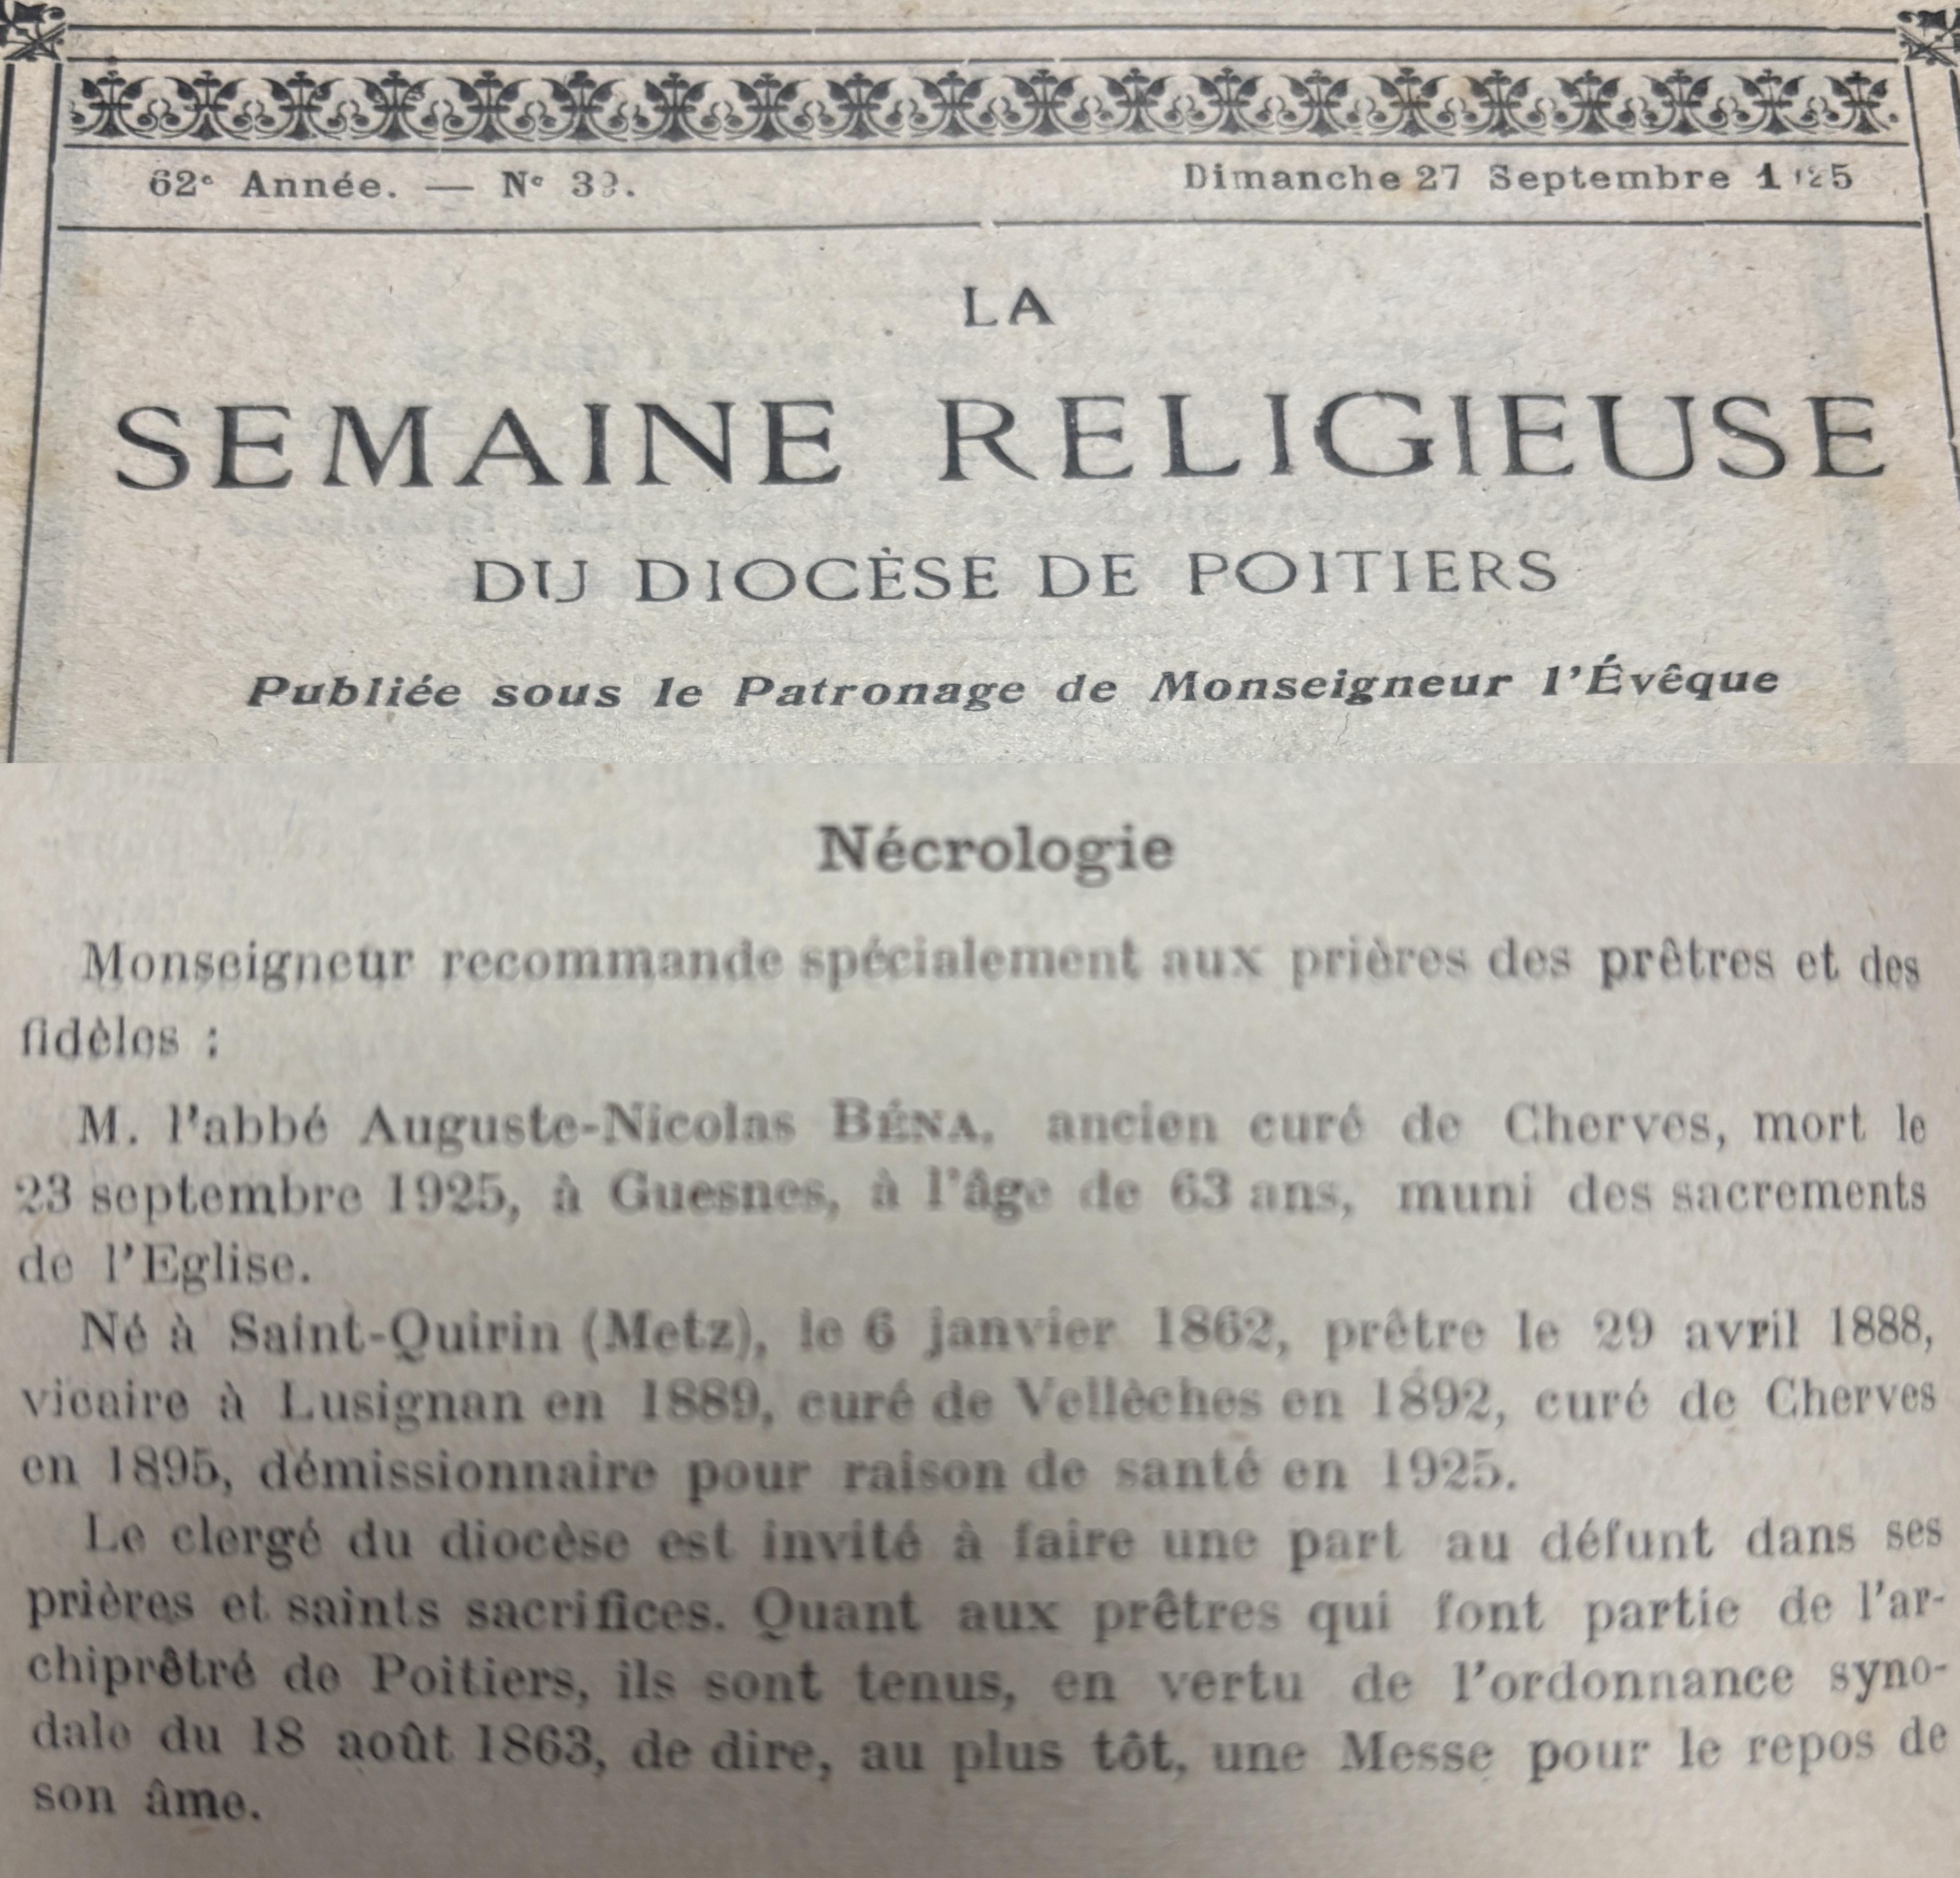 62e Année. — Ne 39.
Dimanche 27 Septembre 1925
LA
SEMAINE RELIGIEUSE
DU DIOCÈSE DE POITIERS
Publiée sous le Patronage de Monseigneur l'Évêque
Nécrologie
Monseigneur recommande spécialement aux prières des prêtres et des
fidèles :
M. l'abbé Auguste-Nicolas BÉNA, ancien curé de Cherves, mort le
23 septembre 1925, à Guesnes, à l'âge de 63 ans, muni des sacrements
de l'Eglise.
Né à Saint-Quirin (Metz), le 6 janvier 1862, prêtre le 29 avril 1888,
vicaire à Lusignan en 1889, curé de Vellèches en 1892, curé de Cherves
en 1895, démissionnaire pour raison de santé en 1925.
Le clergé du diocèse est invité à faire une part au défunt dans ses
prières et saints sacrifices. Quant aux prêtres qui font partie de l'ar-
chiprêtré de Poitiers, ils sont tenus, en vertu de l'ordonnance syno-
dale du 18 août 1863, de dire, au plus tôt, une Messe pour le repos de
son âme.